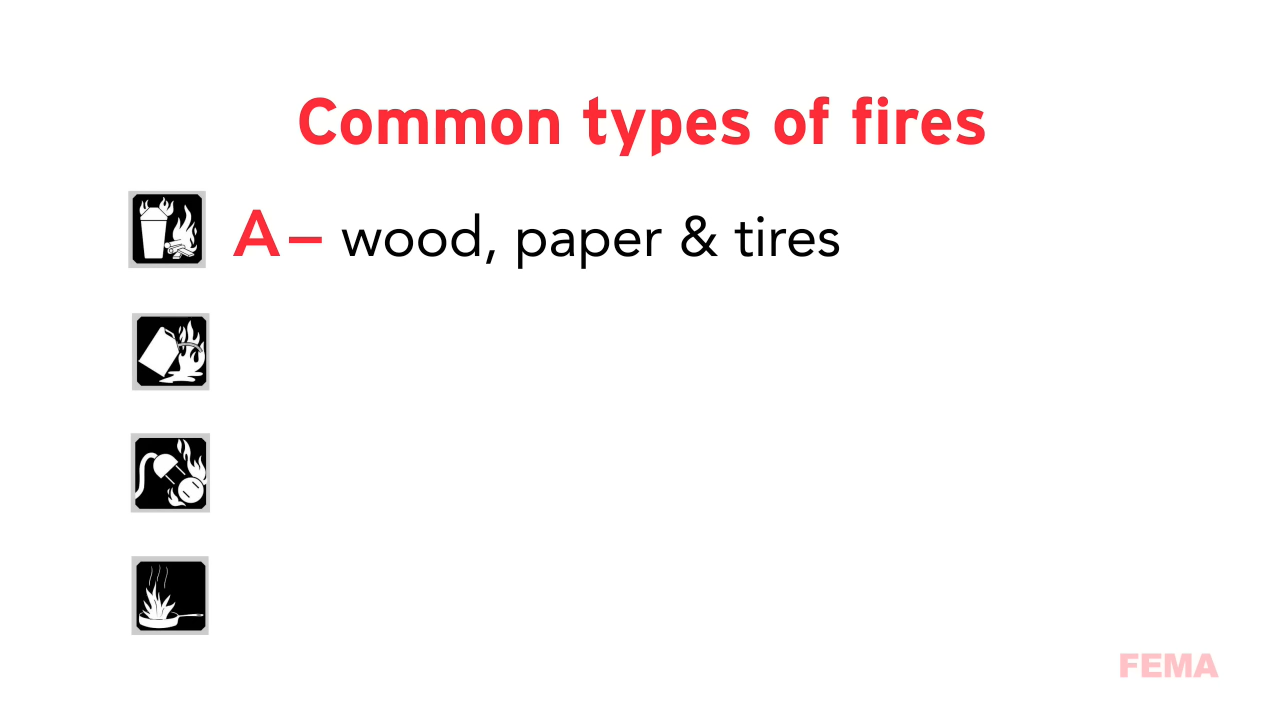 Common types of fires
A – wood, paper & tires
FEMA